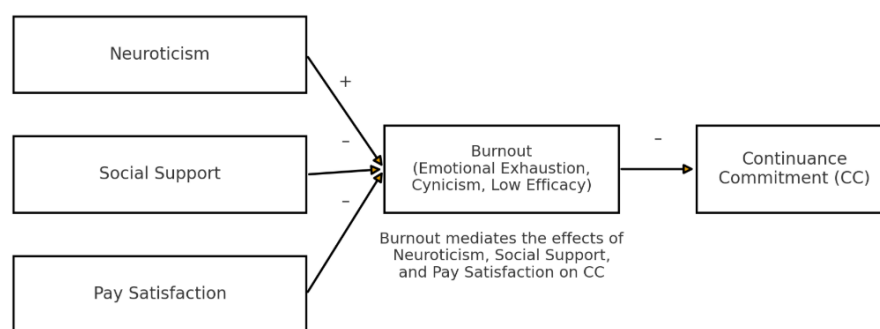 Neuroticism
+
–
Social Support
–
Pay Satisfaction
Burnout
(Emotional Exhaustion,
Cynicism, Low Efficacy)
Burnout mediates the effects of
Neuroticism, Social Support,
and Pay Satisfaction on CC
–
Continuance
Commitment (CC)